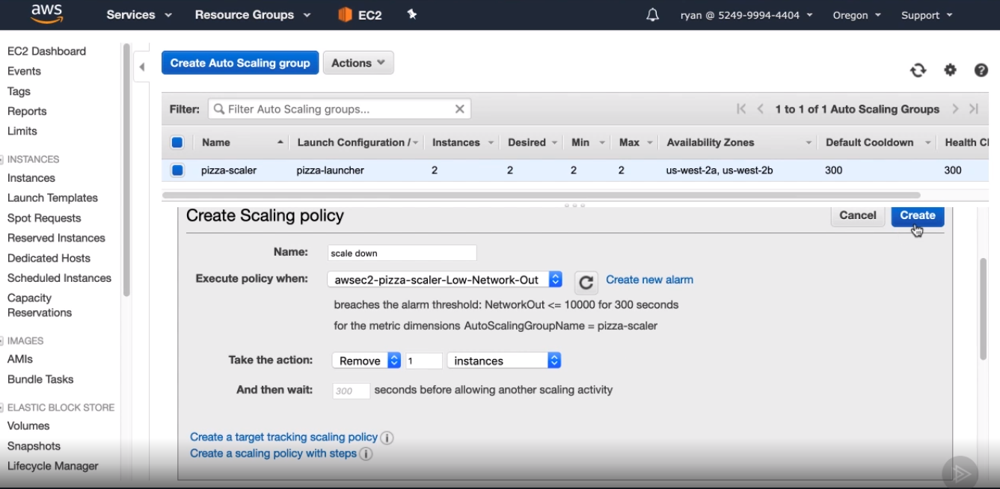 aws Services Resource Groups EC2 ryan @ 5249-9994-4404 Oregon Support
EC2 Dashboard
Events
Tags
Reports
Limits
INSTANCES
Instances
Launch Templates
Spot Requests
Reserved Instances
Dedicated Hosts
Scheduled Instances
Capacity
Reservations
IMAGES
AMIs
Bundle Tasks
ELASTIC BLOCK STORE
Volumes
Snapshots
Lifecycle Manager
Create Auto Scaling group Actions
Filter: Filter Auto Scaling groups... 1 to 1 of 1 Auto Scaling Groups
Name Launch Configuration / Instances Desired Min Max Availability Zones Default Cooldown Health Cl
pizza-scaler pizza-launcher 2 2 2 2 us-west-2a, us-west-2b 300 300
Create Scaling policy Cancel Create
Name: scale down
Execute policy when: awsec2-pizza-scaler-Low-Network-Out Create new alarm
breaches the alarm threshold: NetworkOut <= 10000 for 300 seconds
for the metric dimensions AutoScalingGroupName = pizza-scaler
Take the action: Remove 1 instances
And then wait: 300 seconds before allowing another scaling activity
Create a target tracking scaling policy
Create a scaling policy with steps